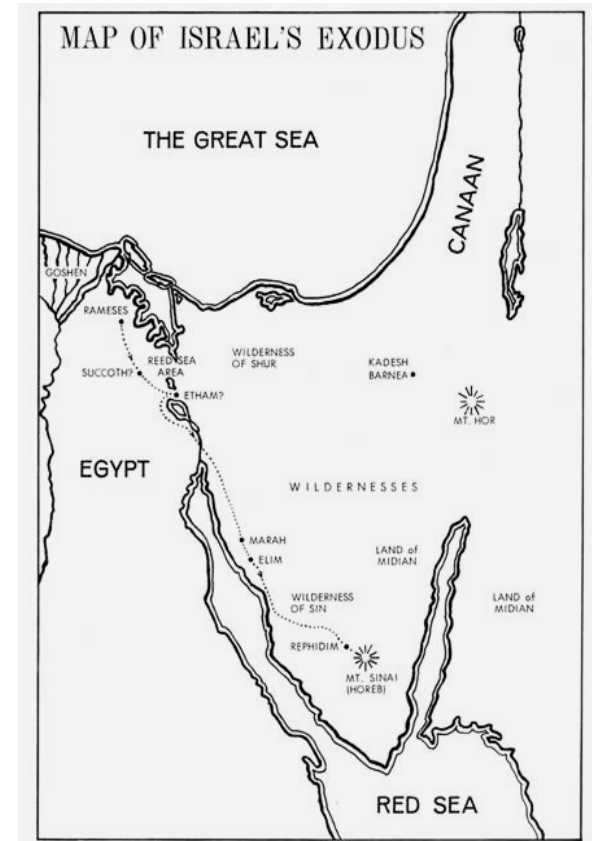 MAP OF ISRAEL'S EXODUS
THE GREAT SEA
CANAAN
GOSHEN
RAMESES
REED SEA
AREA
WILDERNESS
OF SHUR
KADESH
BARNEA
SUCCOTH?
ETHAM?
MT. HOR
EGYPT
WILDERNESSES
MARAH
ELIM
LAND of
MIDIAN
WILDERNESS
OF SIN
LAND of
MIDIAN
REPHIDIM
MT. SINAI
(HOREB)
RED SEA